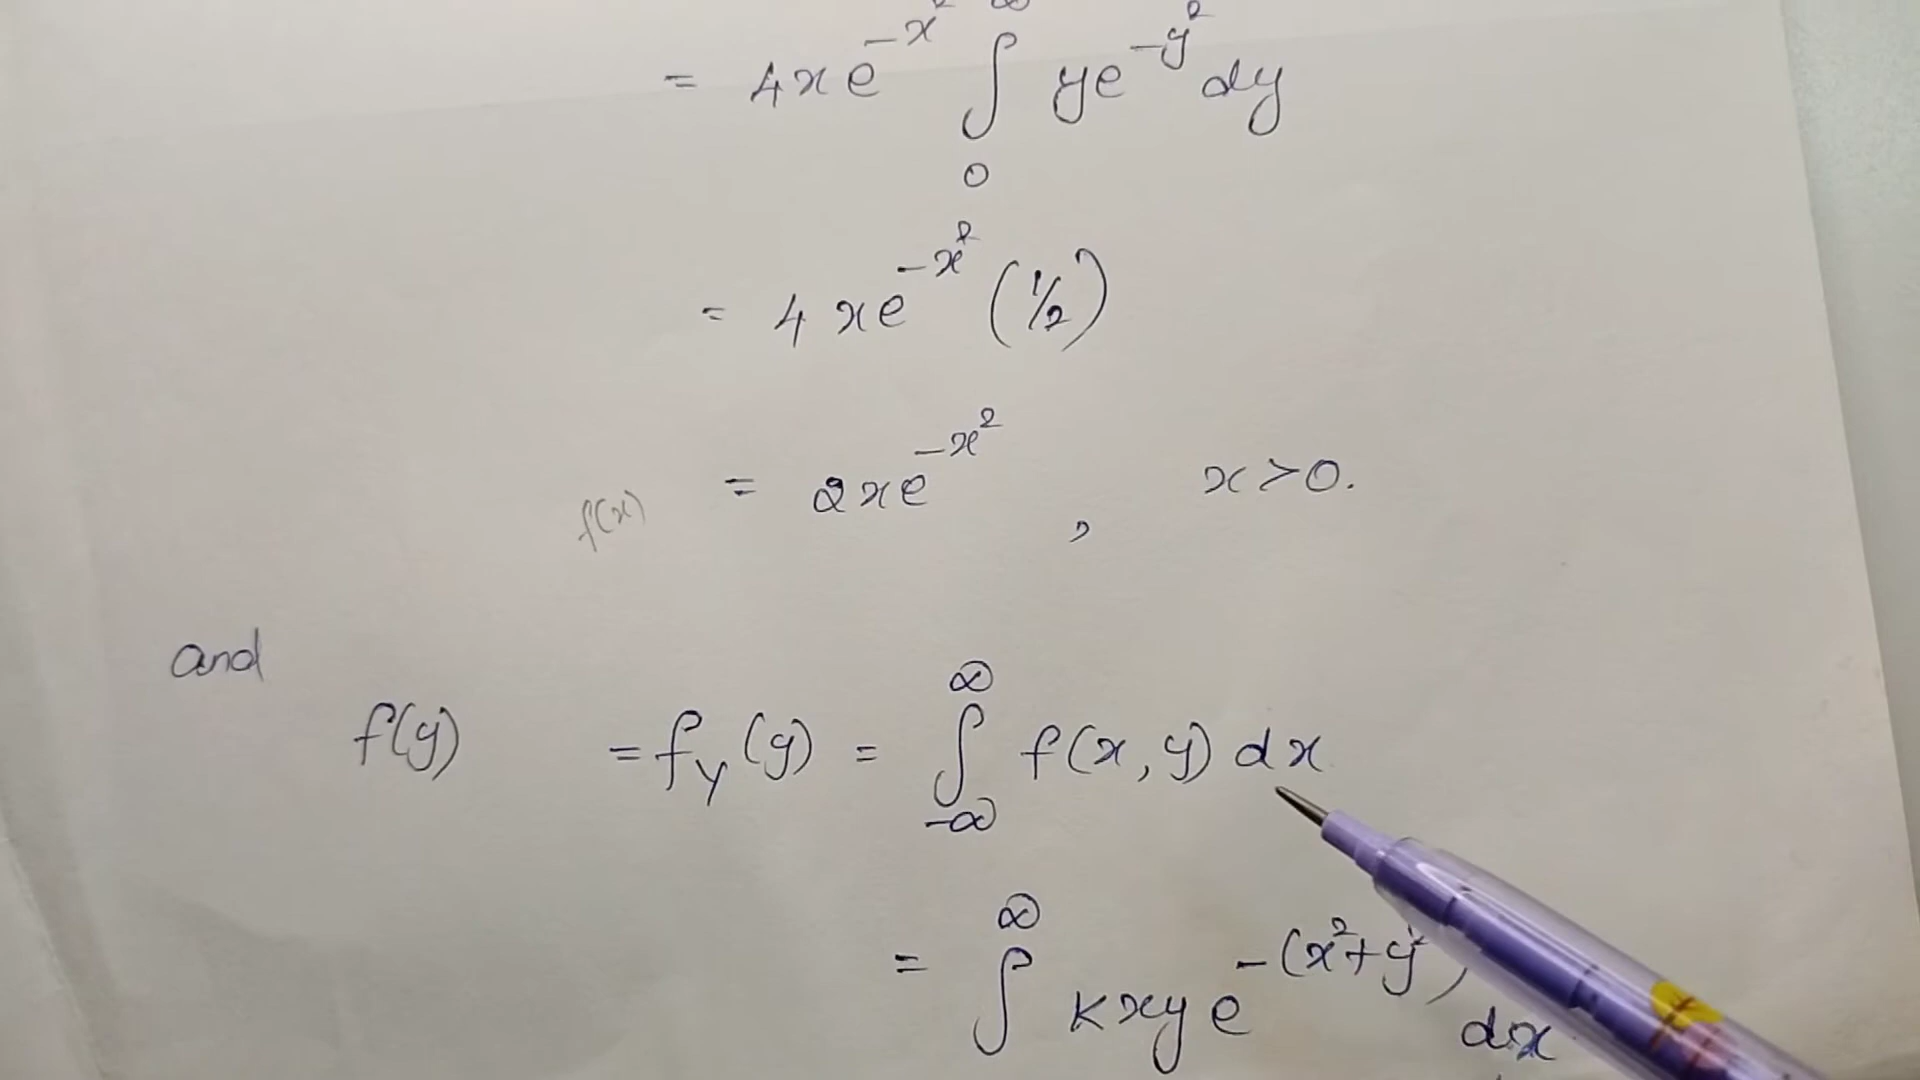 = 4xe^{-x^2} ∫_0^∞ ye^{-y^2} dy
= 4xe^{-x^2} (1/2)
f(x) = 2xe^{-x^2} , x>0.
and
f(y) = f_Y(y) = ∫_{-∞}^{∞} f(x,y) dx
= ∫^∞ kxy e^{-(x^2+y^2)} dx